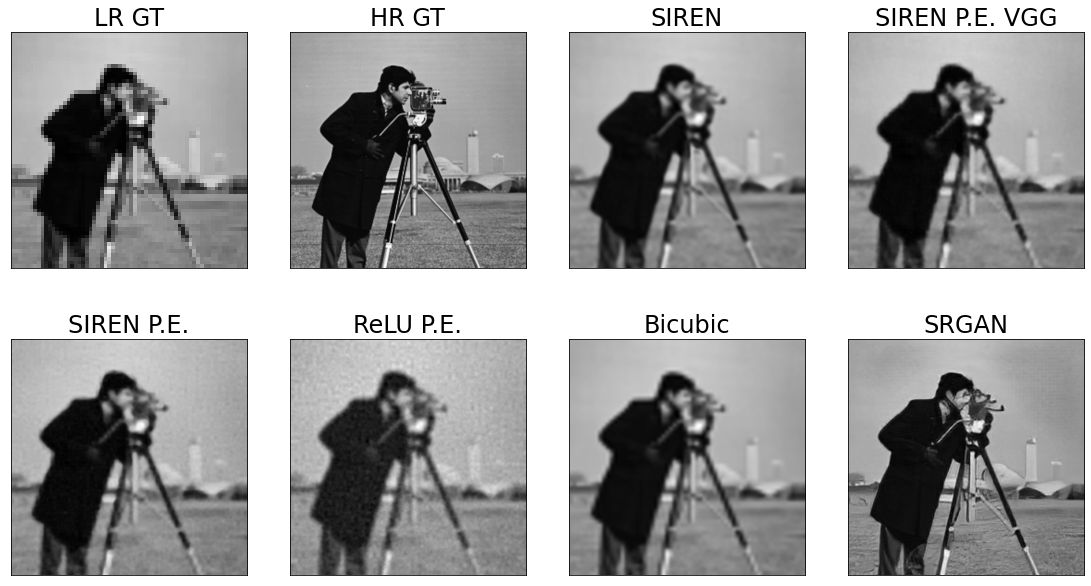 LR GT
HR GT
SIREN
SIREN P.E. VGG
SIREN P.E.
ReLU P.E.
Bicubic
SRGAN